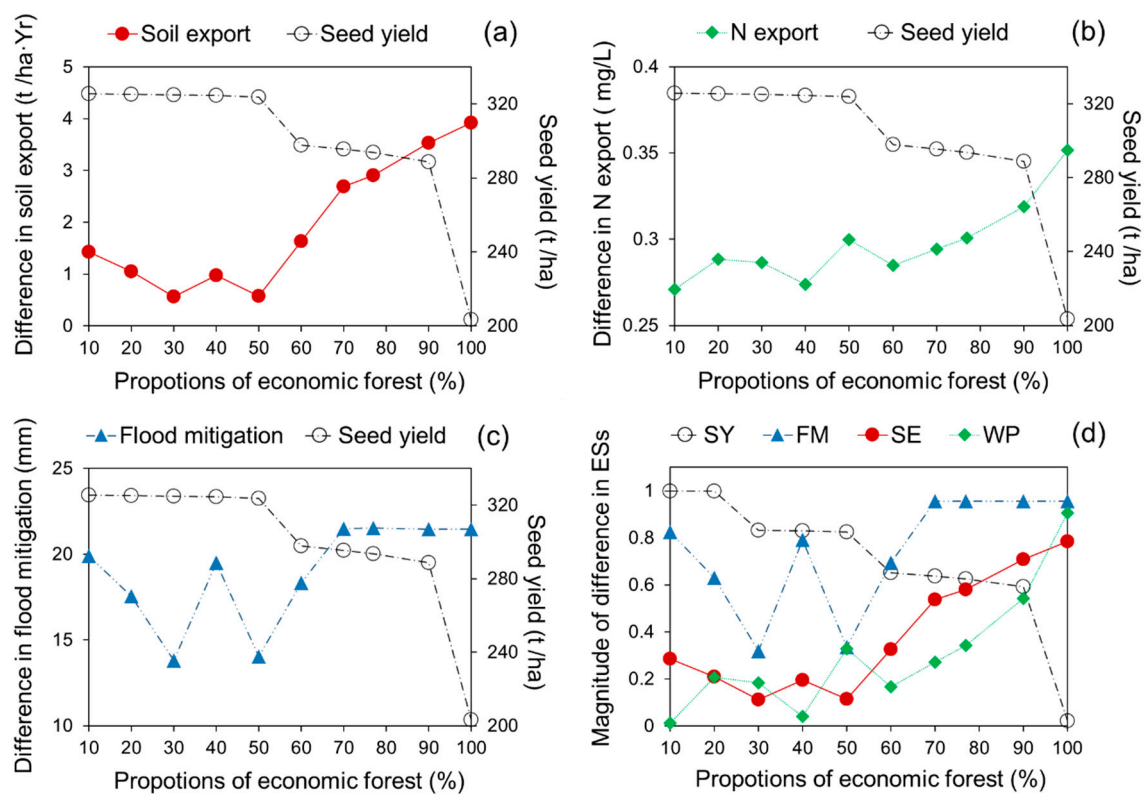 Soil export Seed yield (a)
Difference in soil export (t /ha·Yr)
5
4
3
2
1
0
320
280
240
200
Seed yield (t /ha)
10 20 30 40 50 60 70 80 90 100
Propotions of economic forest (%)
N export Seed yield (b)
Difference in N export ( mg/L)
0.4
0.35
0.3
0.25
320
280
240
200
Seed yield (t /ha)
10 20 30 40 50 60 70 80 90 100
Propotions of economic forest (%)
Flood mitigation Seed yield (c)
Difference in flood mitigation (mm)
25
20
15
10
320
280
240
200
Seed yield (t /ha)
10 20 30 40 50 60 70 80 90 100
Propotions of economic forest (%)
SY FM SE WP (d)
Magnitude of difference in ESs
1
0.8
0.6
0.4
0.2
0
10 20 30 40 50 60 70 80 90 100
Propotions of economic forest (%)